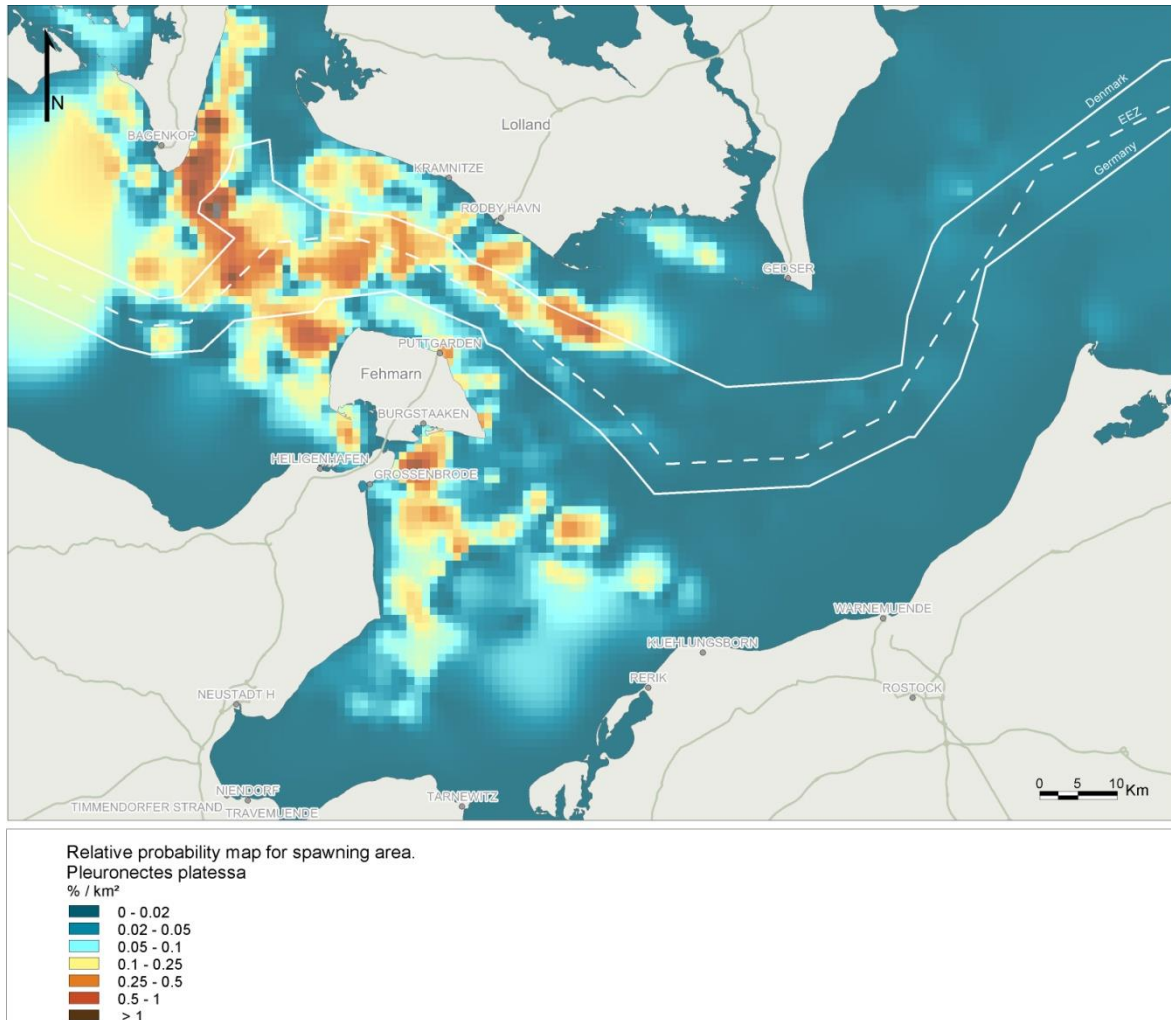 N
Denmark
EEZ
Germany
Lolland
BAGENKOP
KRAMNITZE
RØDBY HAVN
GEDSER
PUTTGARDEN
Fehmarn
BURGSTAAKEN
HEILIGENHAFEN
GROSSENBRODE
WARNEMUENDE
KUEHLUNGSBORN
RERIK
ROSTOCK
NEUSTADT H
NIENDORF
TIMMENDORFER STRAND
TRAVEMUENDE
TARNEWITZ
0 5 10 Km
Relative probability map for spawning area.
Pleuronectes platessa
% / km²
0 - 0.02
0.02 - 0.05
0.05 - 0.1
0.1 - 0.25
0.25 - 0.5
0.5 - 1
> 1